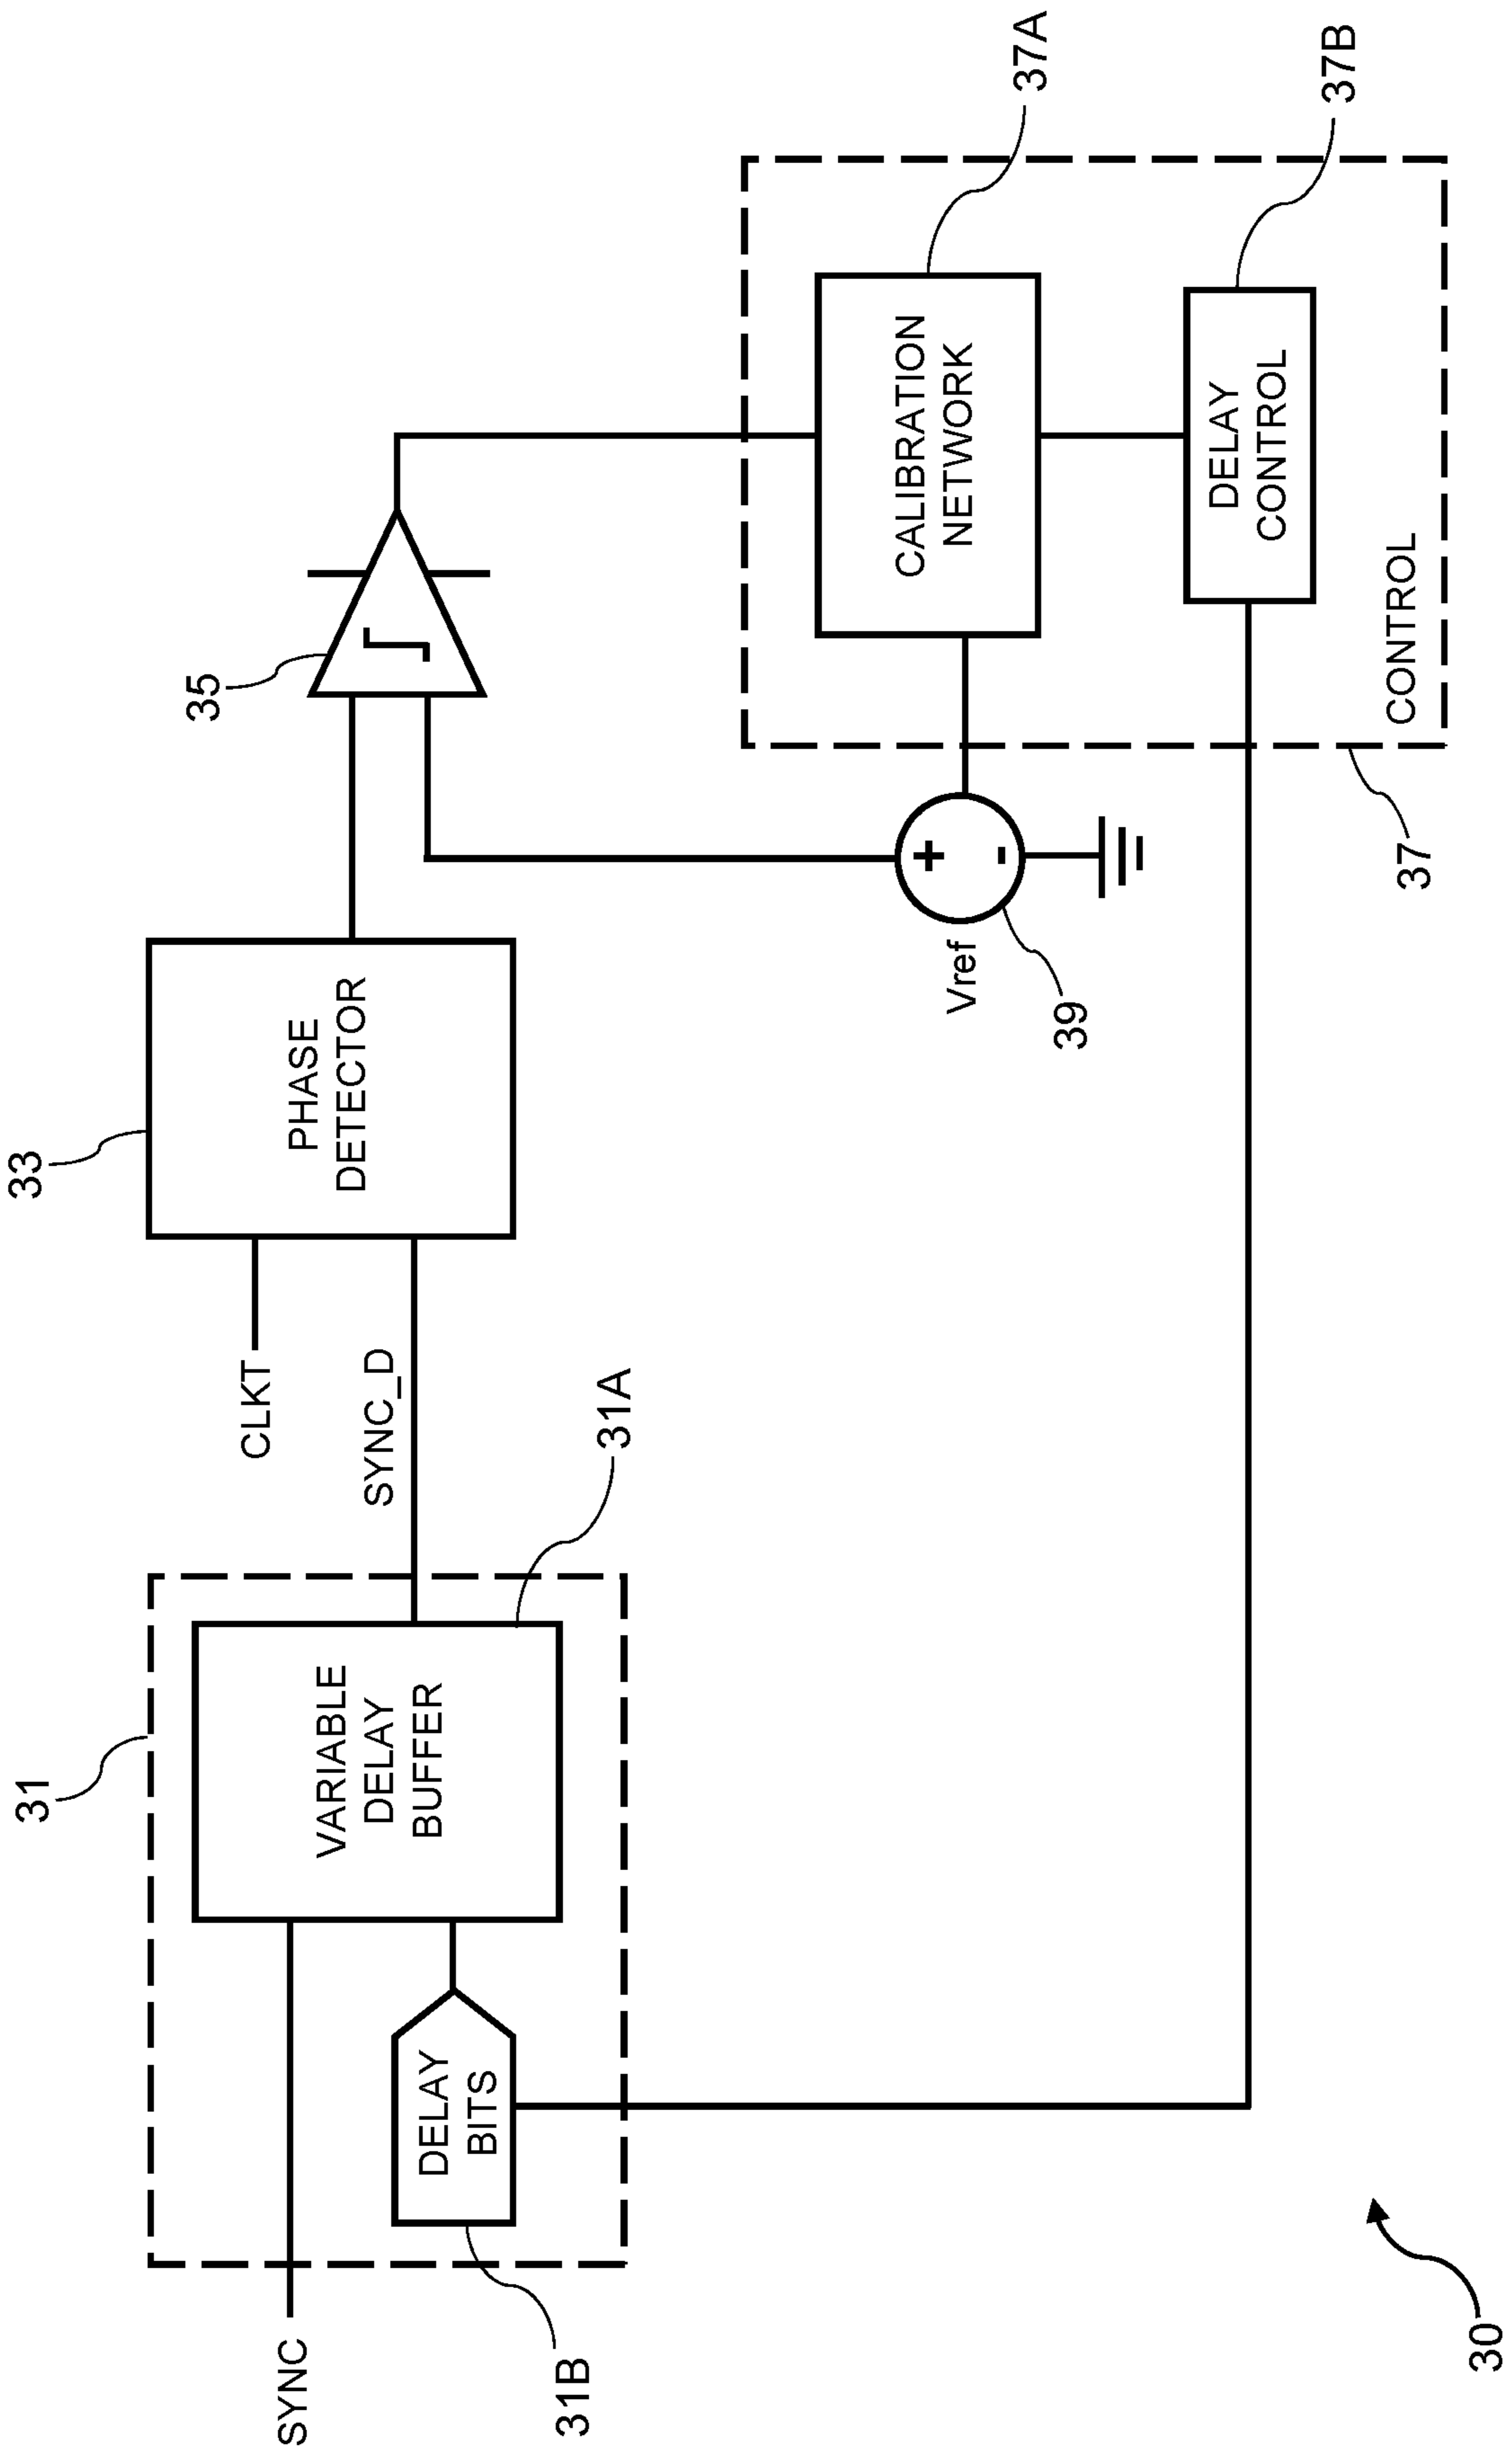 31
33
35
SYNC
VARIABLE
DELAY
BUFFER
DELAY
BITS
31B
31A
SYNC_D
CLKT
PHASE
DETECTOR
Vref
+
-
39
CALIBRATION
NETWORK
37A
DELAY
CONTROL
37B
CONTROL
37
30